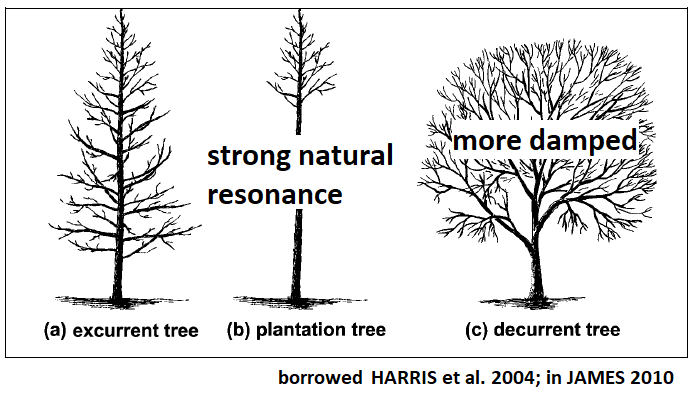 strong natural
resonance
more damped
(a) excurrent tree
(b) plantation tree
(c) decurrent tree
borrowed HARRIS et al. 2004; in JAMES 2010